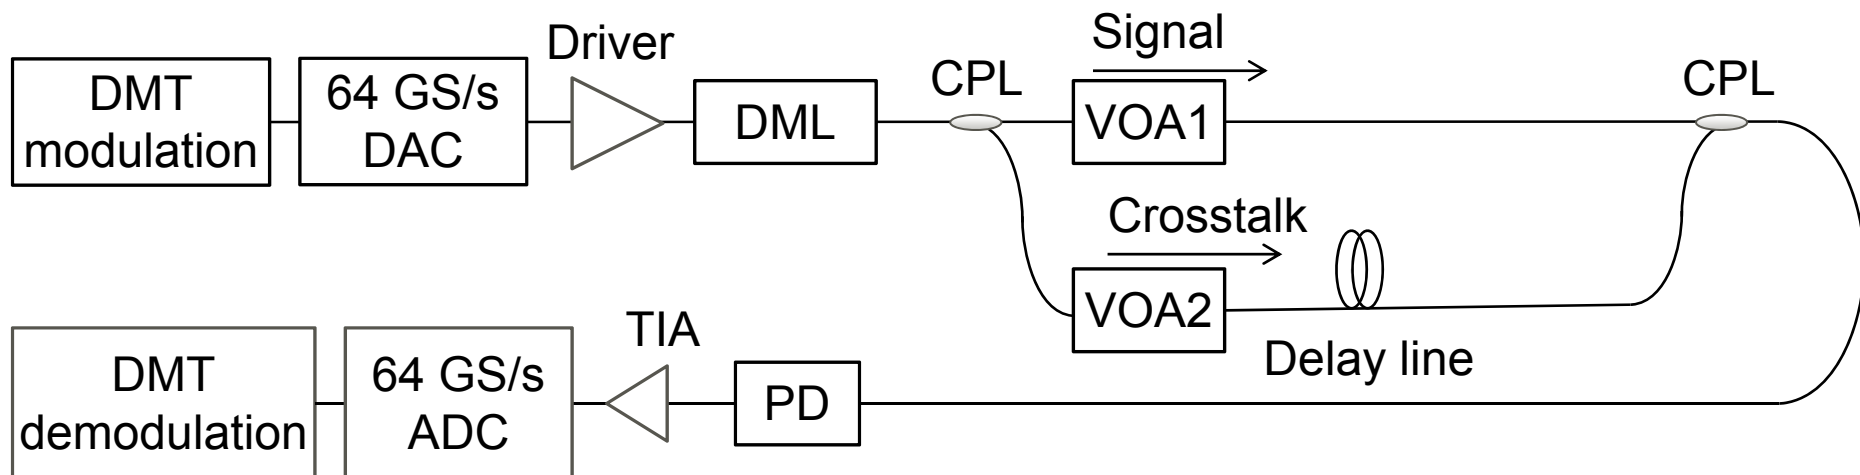 DMT
modulation
64 GS/s
DAC
Driver
DML
CPL
Signal
VOA1
CPL
Crosstalk
VOA2
Delay line
DMT
demodulation
64 GS/s
ADC
TIA
PD